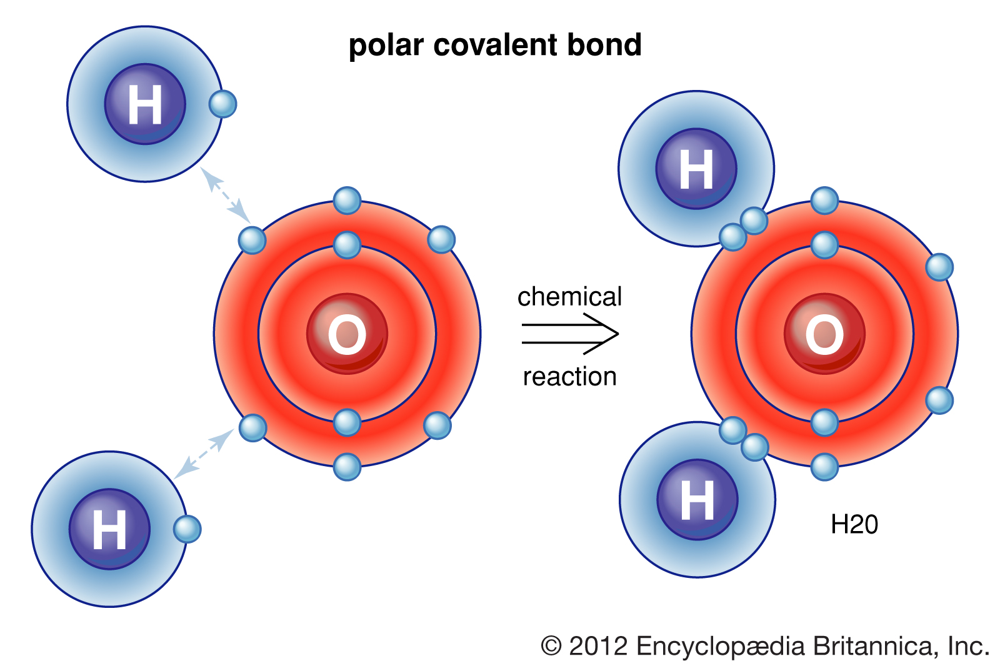 polar covalent bond
H
H
O
chemical
reaction
O
H
H
H20
© 2012 Encyclopædia Britannica, Inc.